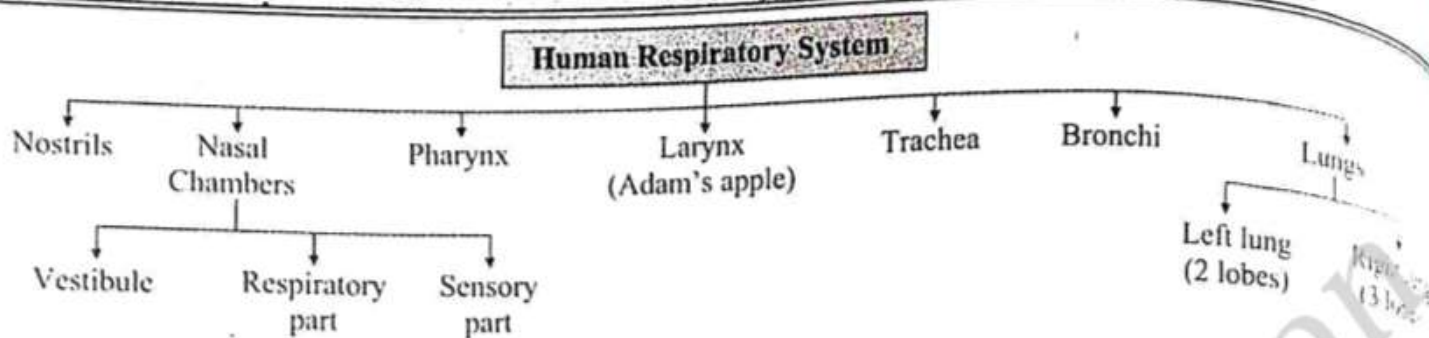 Human Respiratory System
Nostrils
Nasal
Chambers
Pharynx
Larynx
(Adam's apple)
Trachea
Bronchi
Lungs
Vestibule
Respiratory
part
Sensory
part
Left lung
(2 lobes)
(3